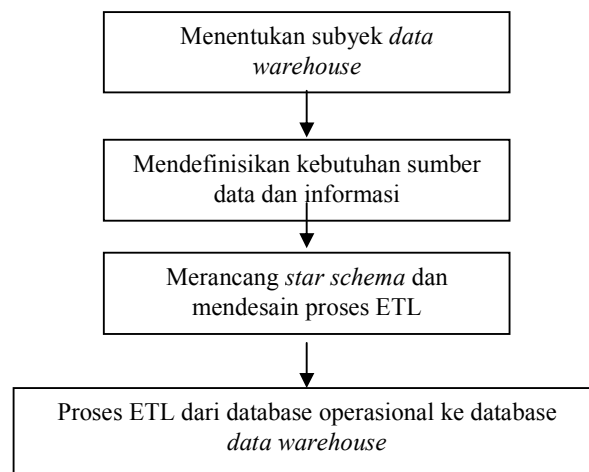 Menentukan subyek data
warehouse
Mendefinisikan kebutuhan sumber
data dan informasi
Merancang star schema dan
mendesain proses ETL
Proses ETL dari database operasional ke database
data warehouse